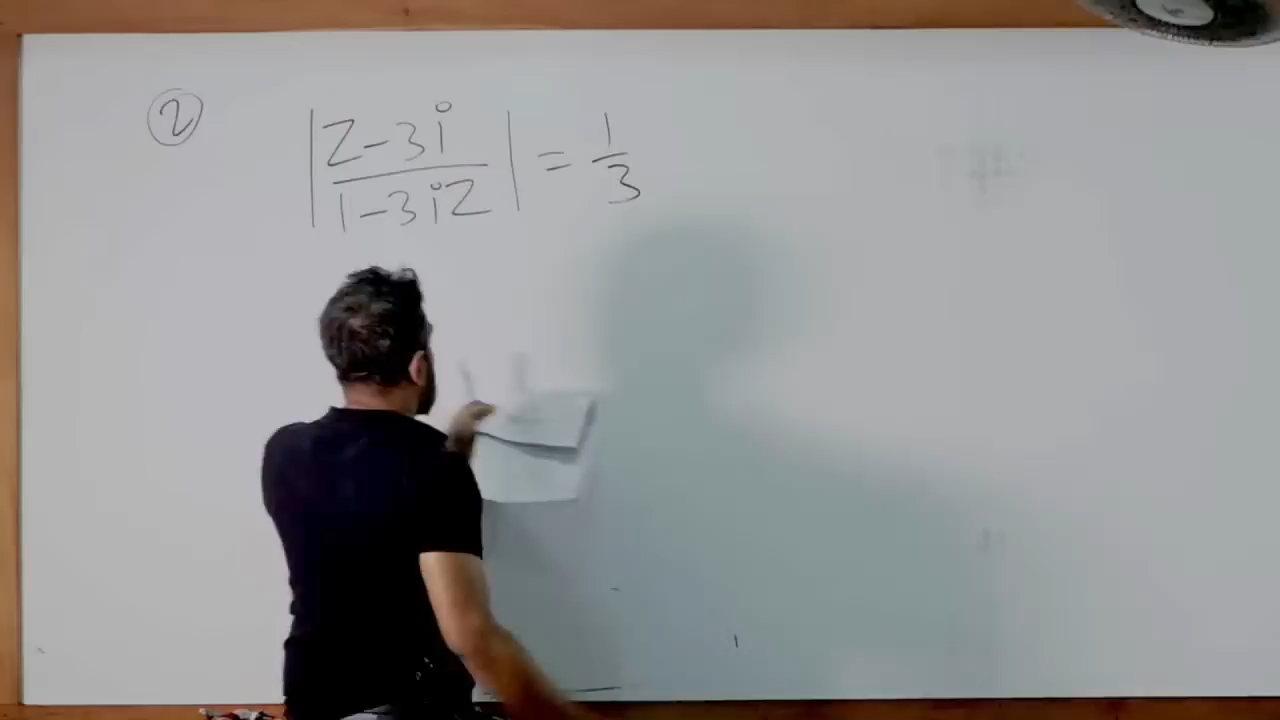 ② |Z-3i / 1-3iZ| = 1/3